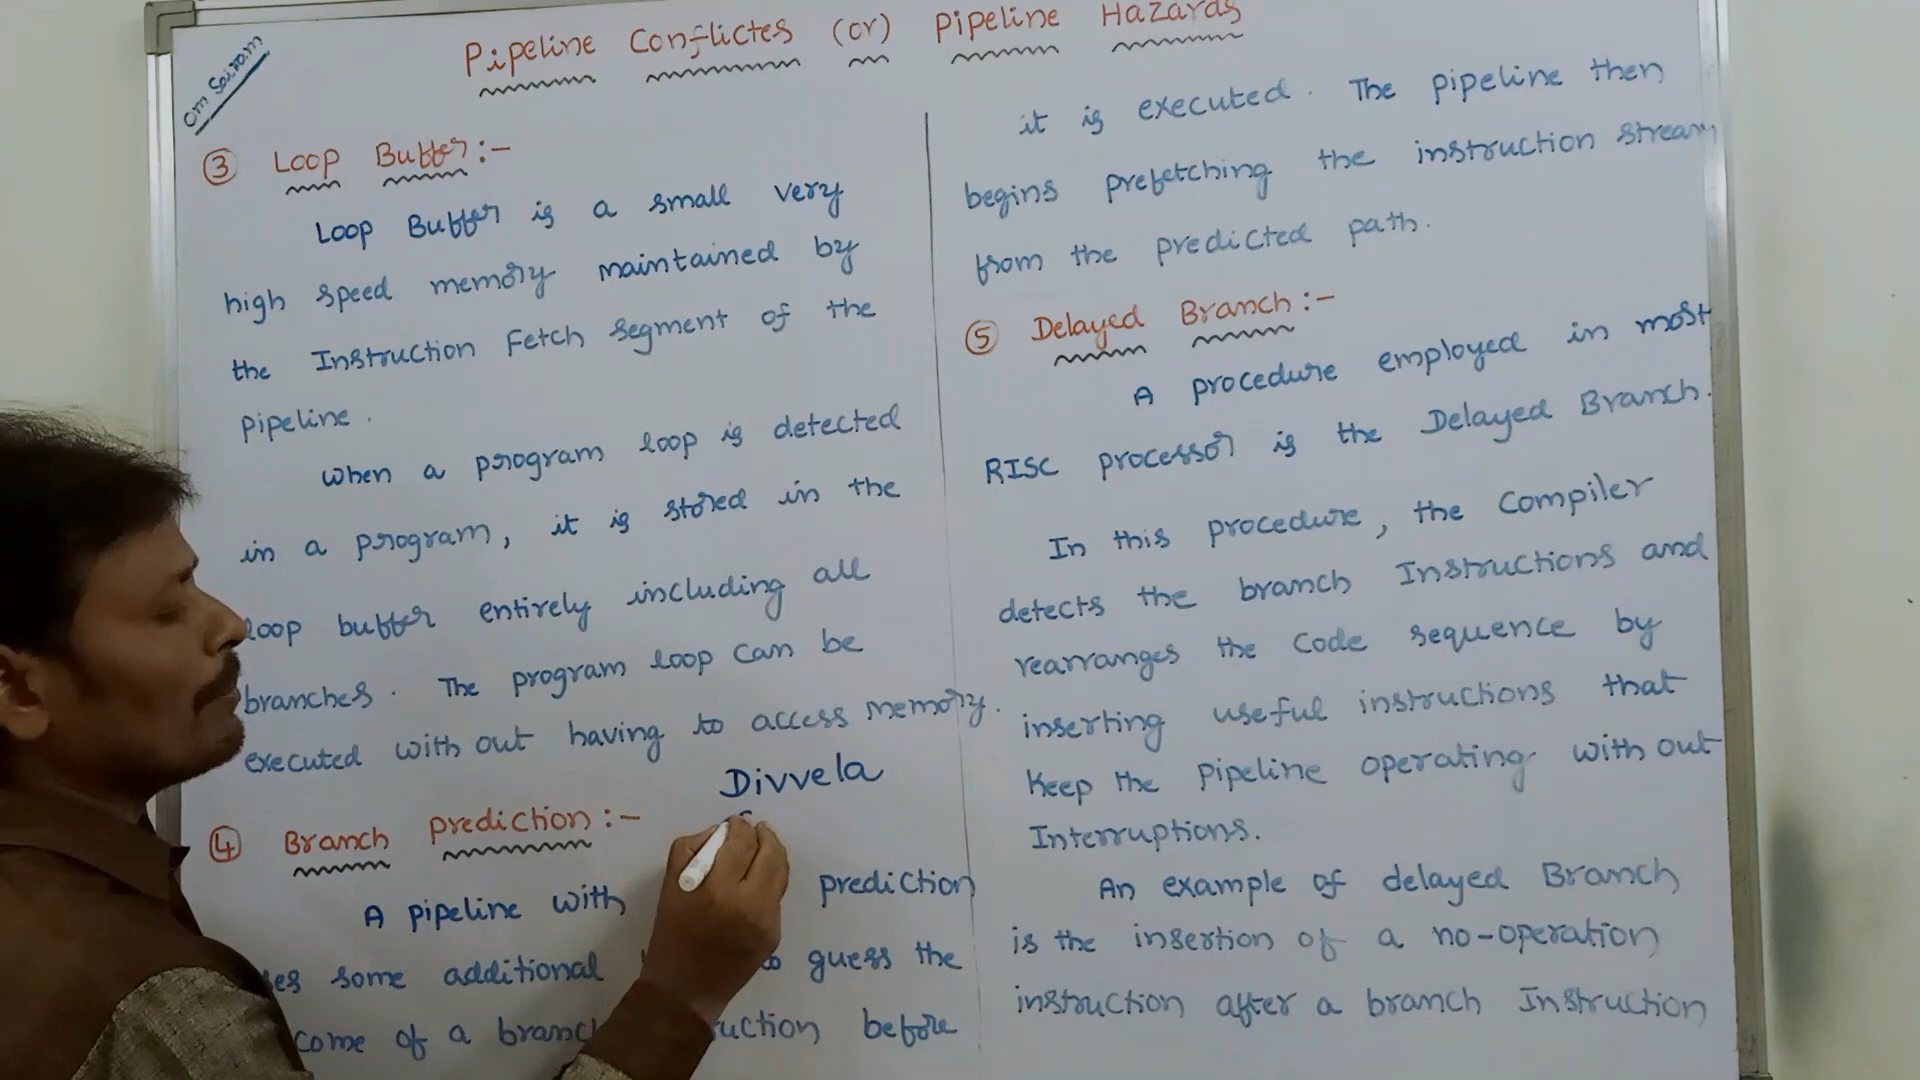 Pipeline Conflictes (or) Pipeline Hazards
Om Sairam
③ Loop Buffer:-
Loop Buffer is a small very
high speed memory maintained by
the Instruction Fetch segment of the
pipeline.
When a program loop is detected
in a program, it is stored in the
loop buffer entirely including all
branches. The program loop can be
executed with out having to access memory.
Divvela
④ Branch prediction:-
A pipeline with prediction
some additional guess the
of a before
it is executed. The pipeline then
begins prefetching the instruction stream
from the predicted path.
⑤ Delayed Branch:-
A procedure employed in most
RISC processor is the Delayed Branch.
In this procedure, the compiler
detects the branch Instructions and
rearranges the code sequence by
inserting useful instructions that
keep the pipeline operating with out
Interruptions.
An example of delayed Branch
is the insertion of a no-operation
instruction after a branch Instruction